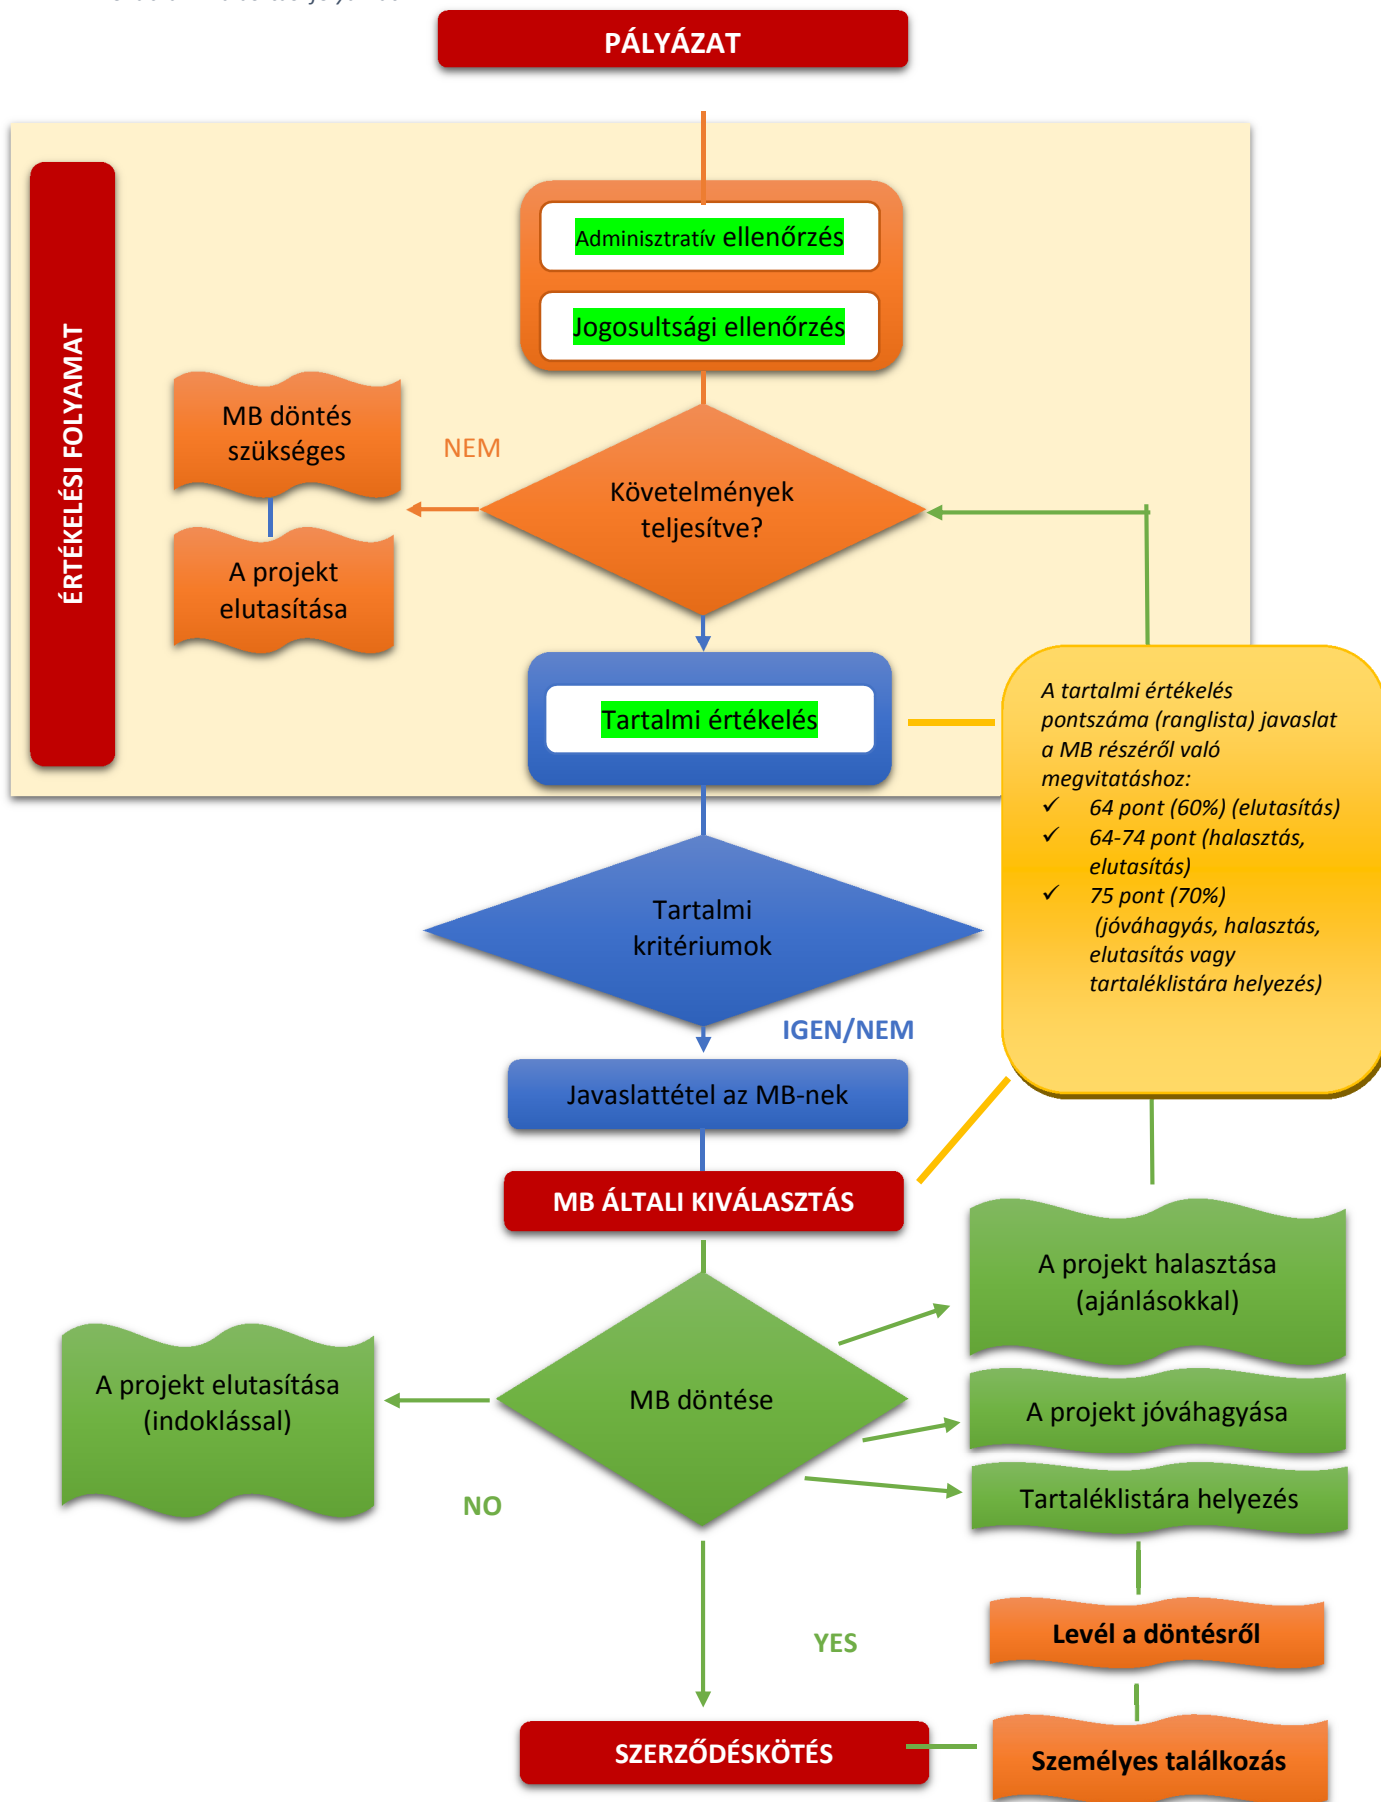 PÁLYÁZAT
ÉRTÉKELÉSI FOLYAMAT
Adminisztratív ellenőrzés
Jogosultsági ellenőrzés
MB döntés
szükséges
NEM
Követelmények
teljesítve?
A projekt
elutasítása
Tartalmi értékelés
A tartalmi értékelés
pontszáma (ranglista) javaslat
a MB részéről való
megvitatáshoz:
✓ 64 pont (60%) (elutasítás)
✓ 64-74 pont (halasztás,
elutasítás)
✓ 75 pont (70%)
(jóváhagyás, halasztás,
elutasítás vagy
tartaléklistára helyezés)
Tartalmi
kritériumok
IGEN/NEM
Javaslattétel az MB-nek
MB ÁLTALI KIVÁLASZTÁS
A projekt halasztása
(ajánlásokkal)
A projekt elutasítása
(indoklással)
MB döntése
A projekt jóváhagyása
Tartaléklistára helyezés
NO
YES
Levél a döntésről
SZERZŐDÉSKÖTÉS
Személyes találkozás